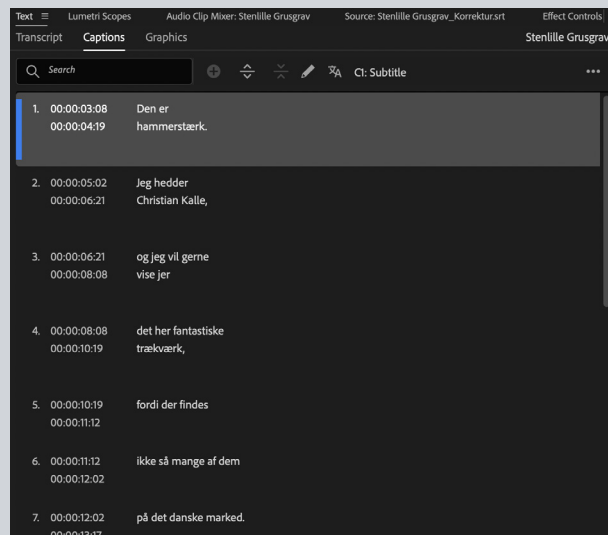 Text
Lumetri Scopes
Audio Clip Mixer: Stenlille Grusgrav
Source: Stenlille Grusgrav_Korrektur.srt
Effect Controls
Transcript
Captions
Graphics
Stenlille Grusgrav
Search
C1: Subtitle
1. 00:00:03:08 Den er
00:00:04:19 hammerstærk.
2. 00:00:05:02 Jeg hedder
00:00:06:21 Christian Kalle,
3. 00:00:06:21 og jeg vil gerne
00:00:08:08 vise jer
4. 00:00:08:08 det her fantastiske
00:00:10:19 trækværk,
5. 00:00:10:19 fordi der findes
00:00:11:12
6. 00:00:11:12 ikke så mange af dem
00:00:12:02
7. 00:00:12:02 på det danske marked.
00:00:13:17